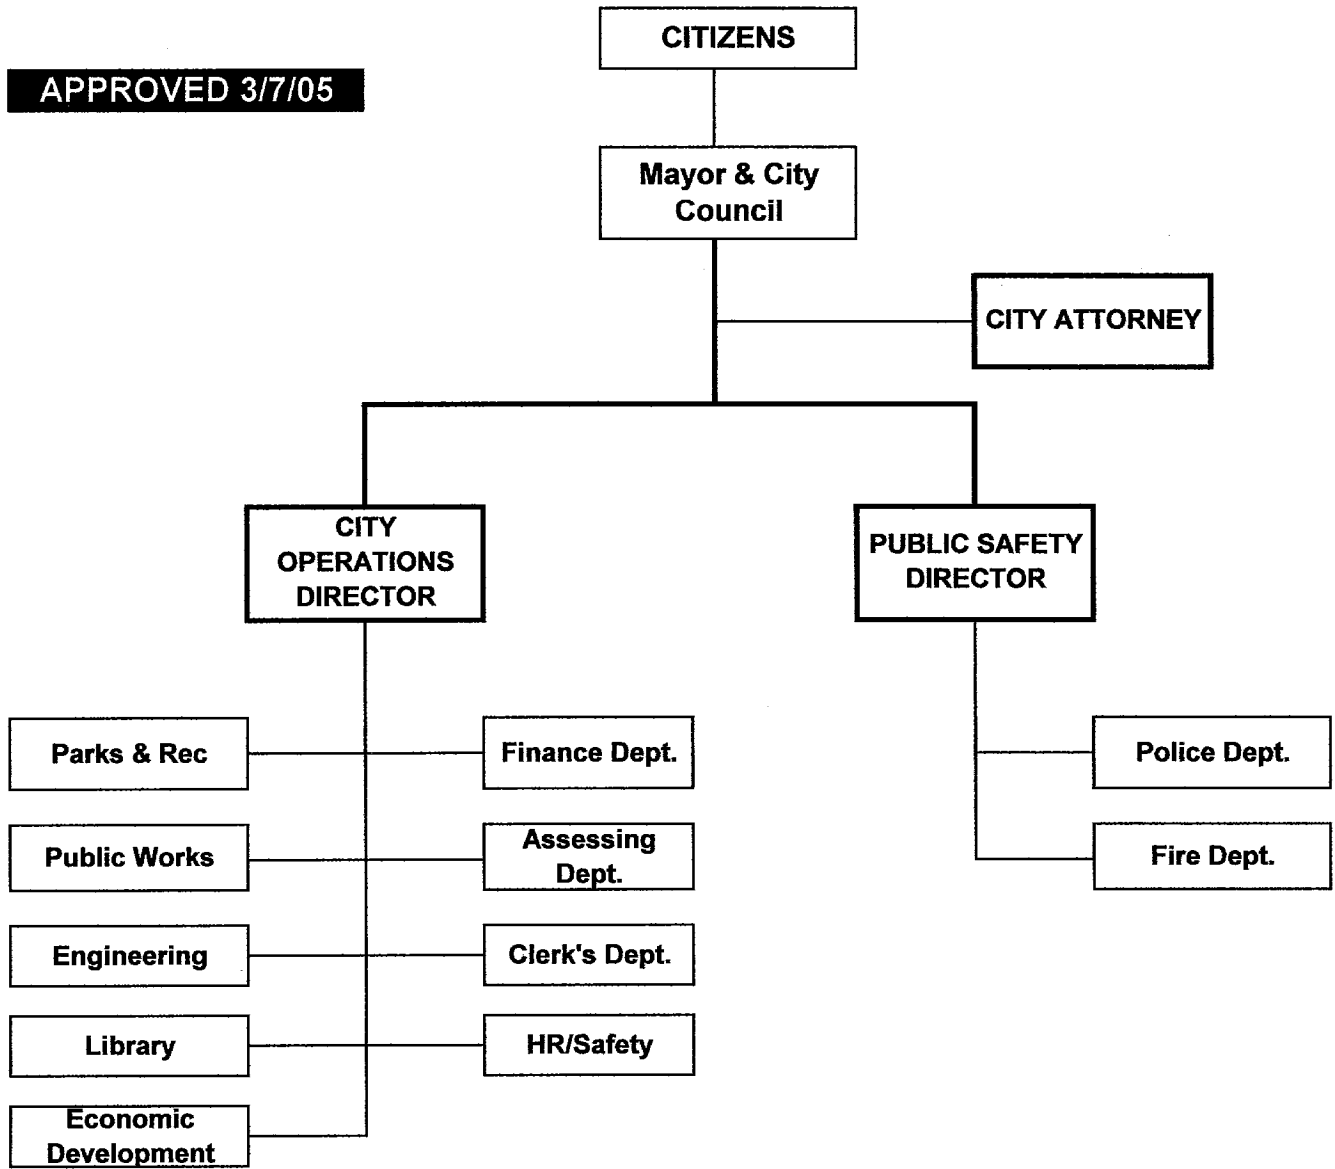 CITIZENS
APPROVED 3/7/05
Mayor & City
Council
CITY ATTORNEY
CITY
OPERATIONS
DIRECTOR
PUBLIC SAFETY
DIRECTOR
Parks & Rec
Finance Dept.
Police Dept.
Public Works
Assessing
Dept.
Fire Dept.
Engineering
Clerk's Dept.
Library
HR/Safety
Economic
Development